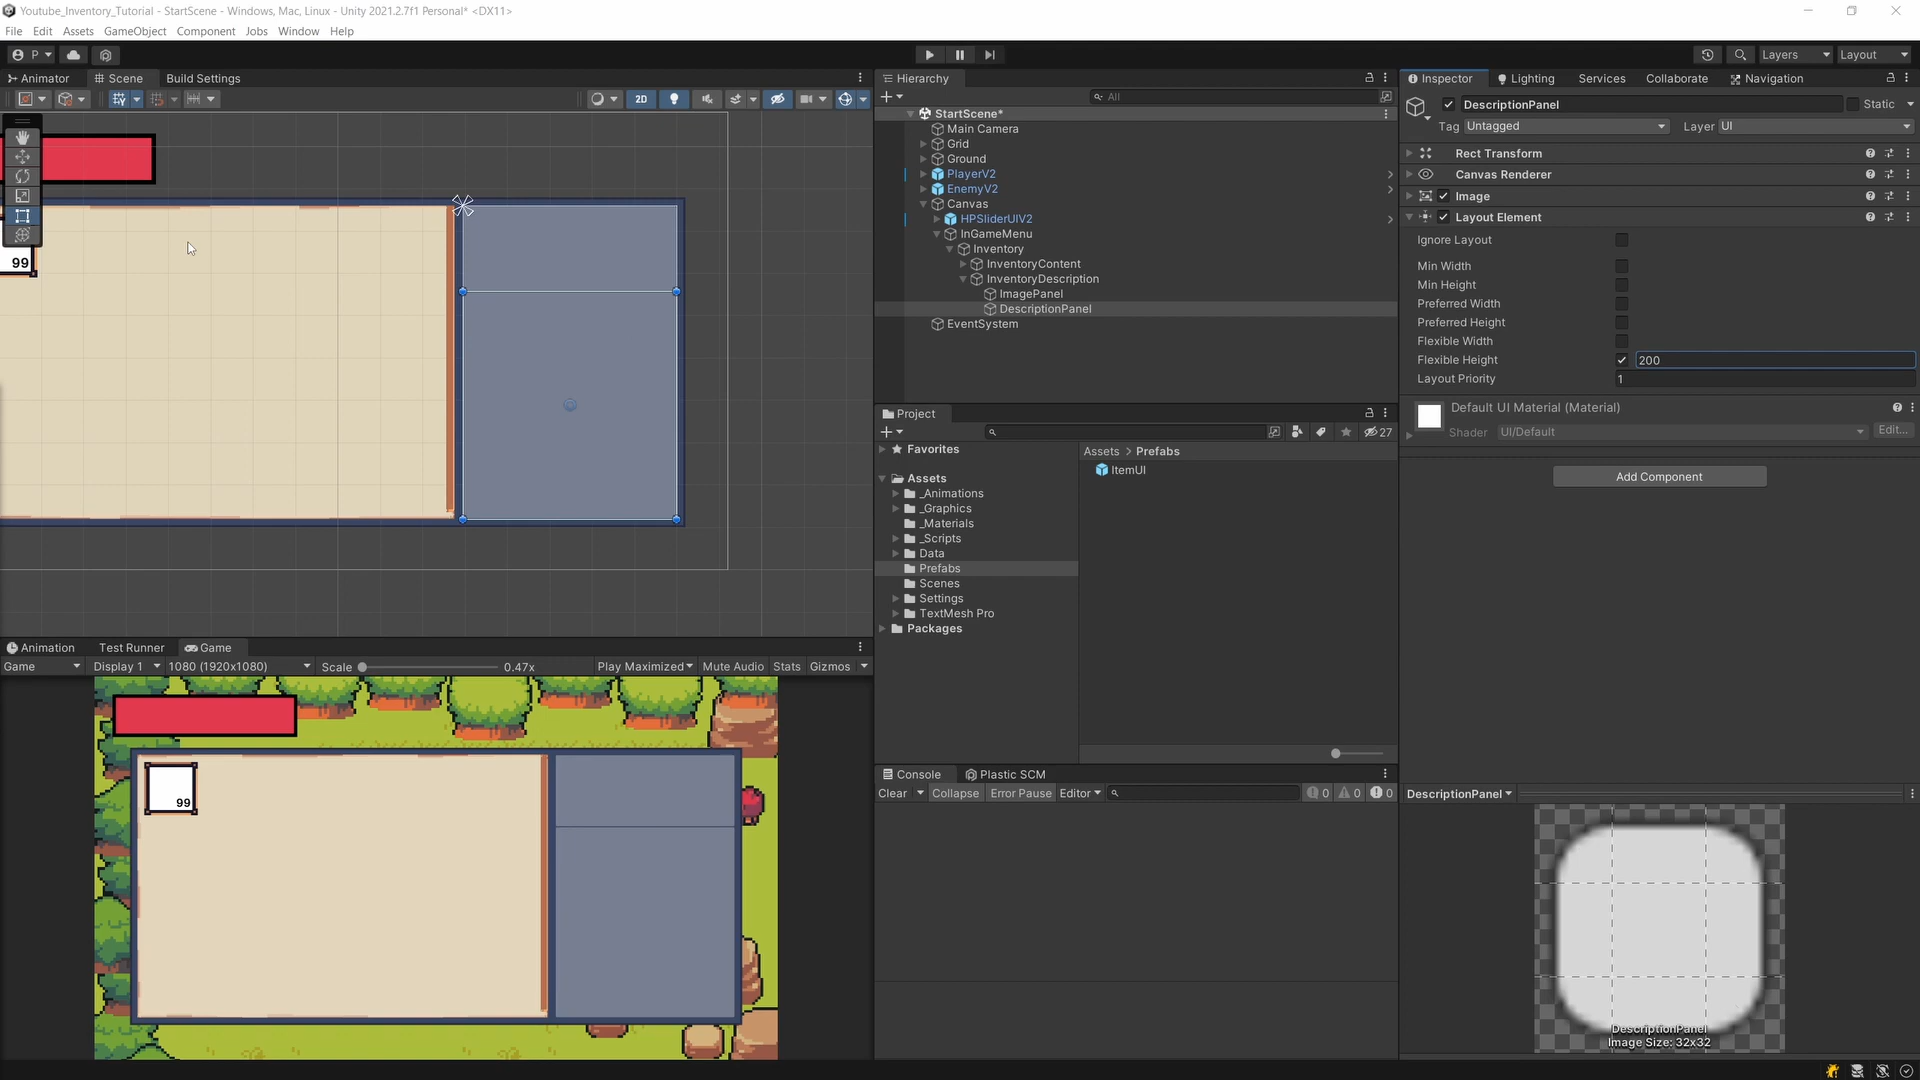 Youtube_Inventory_Tutorial - StartScene - Windows, Mac, Linux - Unity 2021.2.7f1 Personal* <DX11>
File Edit Assets GameObject Component Jobs Window Help
P Layers Layout
Animator Scene Build Settings
2D
99
Hierarchy
All
StartScene*
Main Camera
Grid
Ground
PlayerV2
EnemyV2
Canvas
HPSliderUIV2
InGameMenu
Inventory
InventoryContent
InventoryDescription
ImagePanel
DescriptionPanel
EventSystem
Project
27
Favorites
Assets
_Animations
_Graphics
_Materials
_Scripts
Data
Prefabs
Scenes
Settings
TextMesh Pro
Packages
Assets > Prefabs
ItemUI
Console Plastic SCM
Clear Collapse Error Pause Editor 0 0 0
Inspector Lighting Services Collaborate Navigation
DescriptionPanel Static
Tag Untagged Layer UI
Rect Transform
Canvas Renderer
Image
Layout Element
Ignore Layout
Min Width
Min Height
Preferred Width
Preferred Height
Flexible Width
Flexible Height 200
Layout Priority 1
Default UI Material (Material)
Shader UI/Default Edit...
Add Component
DescriptionPanel
DescriptionPanel
Image Size: 32x32
Animation Test Runner Game
Game Display 1 1080 (1920x1080) Scale 0.47x Play Maximized Mute Audio Stats Gizmos
99